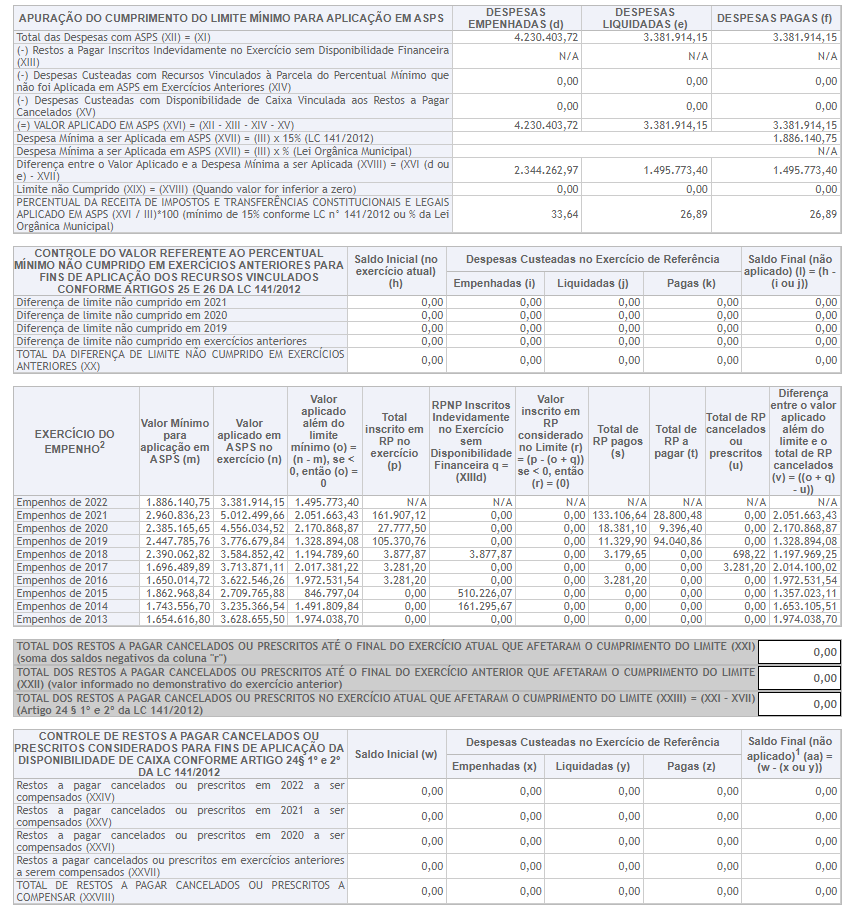 APURAÇÃO DO CUMPRIMENTO DO LIMITE MÍNIMO PARA APLICAÇÃO EM ASPS DESPESAS EMPENHADAS (d) DESPESAS LIQUIDADAS (e) DESPESAS PAGAS (f)
Total das Despesas com ASPS (XII) = (XI) 4.230.403,72 3.381.914,15 3.381.914,15
(-) Restos a Pagar Inscritos Indevidamente no Exercício sem Disponibilidade Financeira
(XIII) N/A N/A N/A
(-) Despesas Custeadas com Recursos Vinculados à Parcela do Percentual Mínimo que
não foi Aplicada em ASPS em Exercícios Anteriores (XIV) 0,00 0,00 0,00
(-) Despesas Custeadas com Disponibilidade de Caixa Vinculada aos Restos a Pagar
Cancelados (XV) 0,00 0,00 0,00
(=) VALOR APLICADO EM ASPS (XVI) = (XII - XIII - XIV - XV) 4.230.403,72 3.381.914,15 3.381.914,15
Despesa Mínima a ser Aplicada em ASPS (XVII) = (III) x 15% (LC 141/2012) 1.886.140,75
Despesa Mínima a ser Aplicada em ASPS (XVII) = (III) x % (Lei Orgânica Municipal) N/A
Diferença entre o Valor Aplicado e a Despesa Mínima a ser Aplicada (XVIII) = (XVI (d ou
e) - XVII) 2.344.262,97 1.495.773,40 1.495.773,40
Limite não Cumprido (XIX) = (XVIII) (Quando valor for inferior a zero) 0,00 0,00 0,00
PERCENTUAL DA RECEITA DE IMPOSTOS E TRANSFERÊNCIAS CONSTITUCIONAIS E LEGAIS
APLICADO EM ASPS (XVI / III)*100 (mínimo de 15% conforme LC n° 141/2012 ou % da Lei
Orgânica Municipal) 33,64 26,89 26,89
CONTROLE DO VALOR REFERENTE AO PERCENTUAL
MÍNIMO NÃO CUMPRIDO EM EXERCÍCIOS ANTERIORES PARA
FINS DE APLICAÇÃO DOS RECURSOS VINCULADOS
CONFORME ARTIGOS 25 E 26 DA LC 141/2012
Saldo Inicial (no
exercício atual)
(h)
Despesas Custeadas no Exercício de Referência
Empenhadas (i) Liquidadas (j) Pagas (k)
Saldo Final (não
aplicado) (l) = (h -
(i ou j))
Diferença de limite não cumprido em 2021 0,00 0,00 0,00 0,00 0,00
Diferença de limite não cumprido em 2020 0,00 0,00 0,00 0,00 0,00
Diferença de limite não cumprido em 2019 0,00 0,00 0,00 0,00 0,00
Diferença de limite não cumprido em exercícios anteriores 0,00 0,00 0,00 0,00 0,00
TOTAL DA DIFERENÇA DE LIMITE NÃO CUMPRIDO EM EXERCÍCIOS
ANTERIORES (XX) 0,00 0,00 0,00 0,00 0,00
EXERCÍCIO DO
EMPENHO2
Valor Mínimo
para
aplicação em
ASPS (m)
Valor
aplicado em
ASPS no
exercício (n)
Valor
aplicado
além do
limite
mínimo (o) =
(n - m), se <
0, então (o) =
0
Total
inscrito em
RP no
exercício
(p)
RPNP Inscritos
Indevidamente
no Exercício
sem
Disponibilidade
Financeira q =
(XIIId)
Valor
inscrito em
RP
considerado
no Limite (r)
= (p - (o + q))
se < 0, então
(r) = (0)
Total de
RP pagos
(s)
Total de
RP a
pagar (t)
Total de RP
cancelados
ou
prescritos
(u)
Diferença
entre o valor
aplicado
além do
limite e o
total de RP
cancelados
(v) = ((o + q)
- u))
Empenhos de 2022 1.886.140,75 3.381.914,15 1.495.773,40 N/A N/A N/A N/A N/A N/A N/A
Empenhos de 2021 2.960.836,23 5.012.499,66 2.051.663,43 161.907,12 0,00 0,00 133.106,64 28.800,48 0,00 2.051.663,43
Empenhos de 2020 2.385.165,65 4.556.034,52 2.170.868,87 27.777,50 0,00 0,00 18.381,10 9.396,40 0,00 2.170.868,87
Empenhos de 2019 2.447.785,76 3.776.679,84 1.328.894,08 105.370,76 0,00 0,00 11.329,90 94.040,86 0,00 1.328.894,08
Empenhos de 2018 2.390.062,82 3.584.852,42 1.194.789,60 3.877,87 3.877,87 0,00 3.179,65 0,00 698,22 1.197.969,25
Empenhos de 2017 1.696.489,89 3.713.871,11 2.017.381,22 3.281,20 0,00 0,00 0,00 0,00 3.281,20 2.014.100,02
Empenhos de 2016 1.650.014,72 3.622.546,26 1.972.531,54 3.281,20 0,00 0,00 3.281,20 0,00 0,00 1.972.531,54
Empenhos de 2015 1.862.968,84 2.709.765,88 846.797,04 0,00 510.226,07 0,00 0,00 0,00 0,00 1.357.023,11
Empenhos de 2014 1.743.556,70 3.235.366,54 1.491.809,84 0,00 161.295,67 0,00 0,00 0,00 0,00 1.653.105,51
Empenhos de 2013 1.654.616,80 3.628.655,50 1.974.038,70 0,00 0,00 0,00 0,00 0,00 0,00 1.974.038,70
TOTAL DOS RESTOS A PAGAR CANCELADOS OU PRESCRITOS ATÉ O FINAL DO EXERCÍCIO ATUAL QUE AFETARAM O CUMPRIMENTO DO LIMITE (XXI)
(soma dos saldos negativos da coluna "r") 0,00
TOTAL DOS RESTOS A PAGAR CANCELADOS OU PRESCRITOS ATÉ O FINAL DO EXERCÍCIO ANTERIOR QUE AFETARAM O CUMPRIMENTO DO LIMITE
(XXII) (valor informado no demonstrativo do exercício anterior) 0,00
TOTAL DOS RESTOS A PAGAR CANCELADOS OU PRESCRITOS NO EXERCÍCIO ATUAL QUE AFETARAM O CUMPRIMENTO DO LIMITE (XXIII) = (XXI - XVII)
(Artigo 24 § 1º e 2º da LC 141/2012) 0,00
CONTROLE DE RESTOS A PAGAR CANCELADOS OU
PRESCRITOS CONSIDERADOS PARA FINS DE APLICAÇÃO DA
DISPONIBILIDADE DE CAIXA CONFORME ARTIGO 24§ 1º e 2º
DA LC 141/2012
Saldo Inicial (w)
Despesas Custeadas no Exercício de Referência
Empenhadas (x) Liquidadas (y) Pagas (z)
Saldo Final (não
aplicado)1 (aa) =
(w - (x ou y))
Restos a pagar cancelados ou prescritos em 2022 a ser
compensados (XXIV) 0,00 0,00 0,00 0,00 0,00
Restos a pagar cancelados ou prescritos em 2021 a ser
compensados (XXV) 0,00 0,00 0,00 0,00 0,00
Restos a pagar cancelados ou prescritos em 2020 a ser
compensados (XXVI) 0,00 0,00 0,00 0,00 0,00
Restos a pagar cancelados ou prescritos em exercícios anteriores
a serem compensados (XXVII) 0,00 0,00 0,00 0,00 0,00
TOTAL DE RESTOS A PAGAR CANCELADOS OU PRESCRITOS A
COMPENSAR (XXVIII) 0,00 0,00 0,00 0,00 0,00